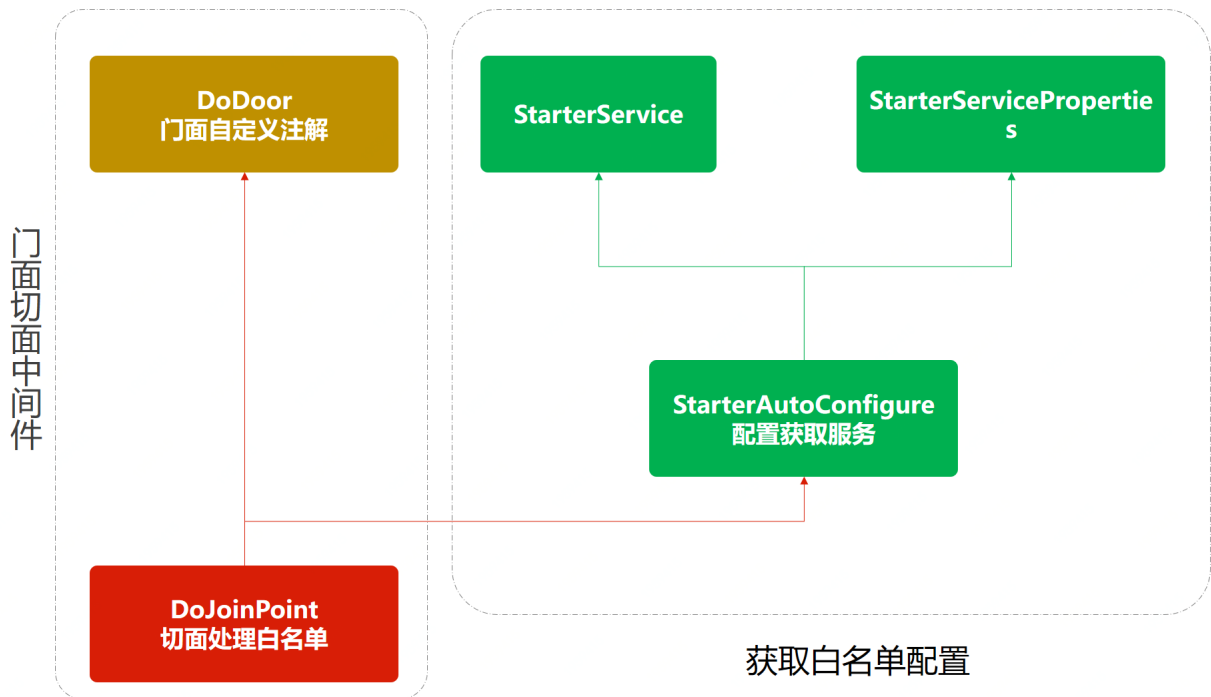 DoDoor
门面自定义注解
StarterService
StarterServicePropertie
s
门面切面中间件
StarterAutoConfigure
配置获取服务
DoJoinPoint
切面处理白名单
获取白名单配置